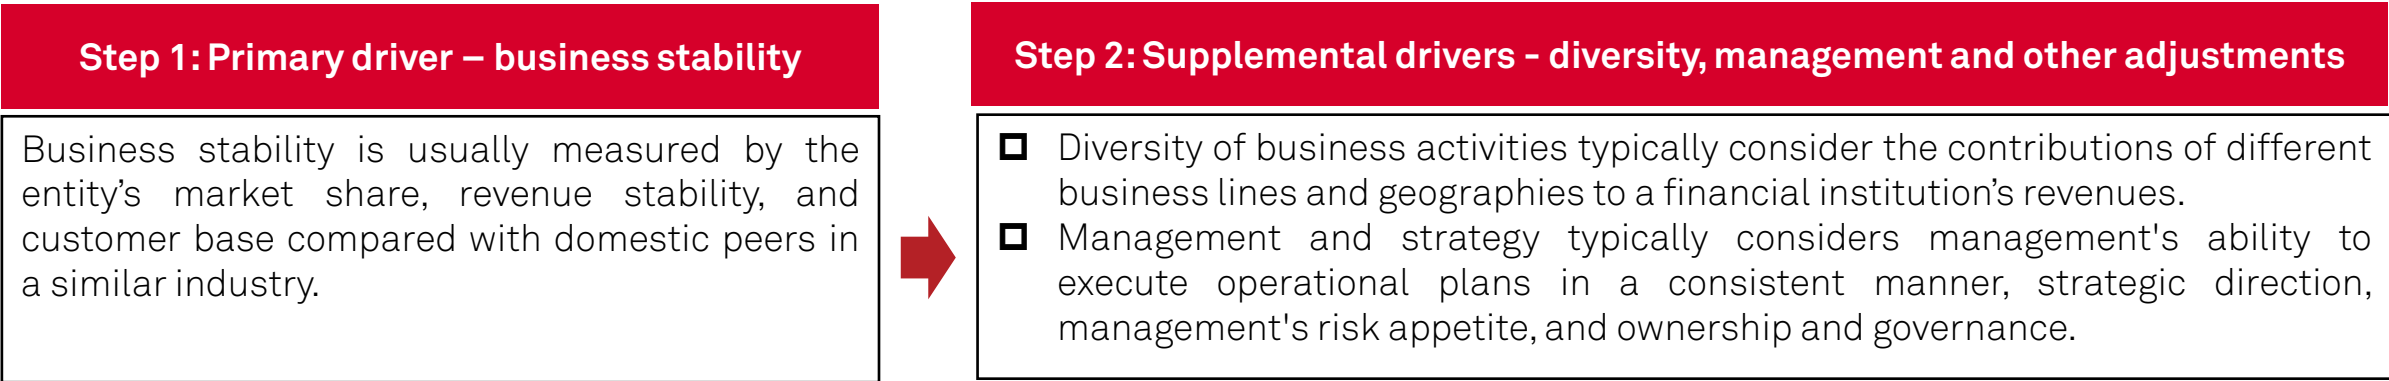 Step 1: Primary driver – business stability
Business stability is usually measured by the
entity’s market share, revenue stability, and
customer base compared with domestic peers in
a similar industry.
Step 2: Supplemental drivers - diversity, management and other adjustments
Diversity of business activities typically consider the contributions of different
business lines and geographies to a financial institution’s revenues.
Management and strategy typically considers management's ability to
execute operational plans in a consistent manner, strategic direction,
management's risk appetite, and ownership and governance.